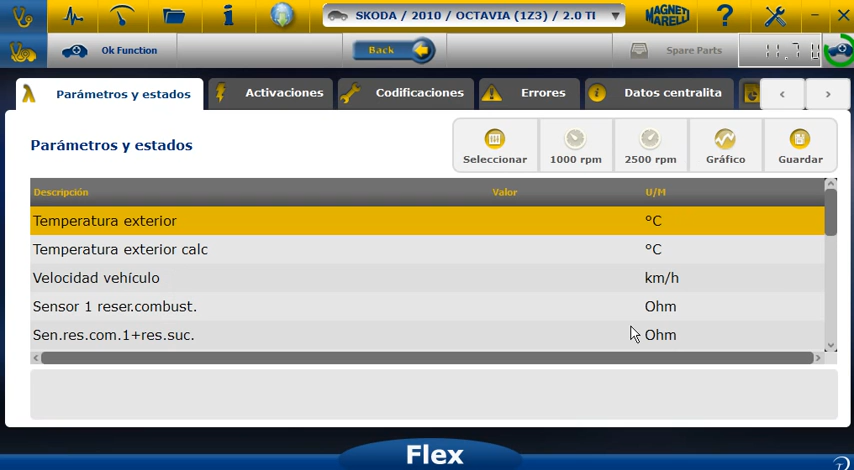 SKODA / 2010 / OCTAVIA (1Z3) / 2.0 TI
MAGNETI MARELLI
Ok Function
Back
Spare Parts
Parámetros y estados
Activaciones
Codificaciones
Errores
Datos centralita
Parámetros y estados
Seleccionar
1000 rpm
2500 rpm
Gráfico
Guardar
Descripción Valor U/M
Temperatura exterior °C
Temperatura exterior calc °C
Velocidad vehículo km/h
Sensor 1 reser.combust. Ohm
Sen.res.com.1+res.suc. Ohm
Flex